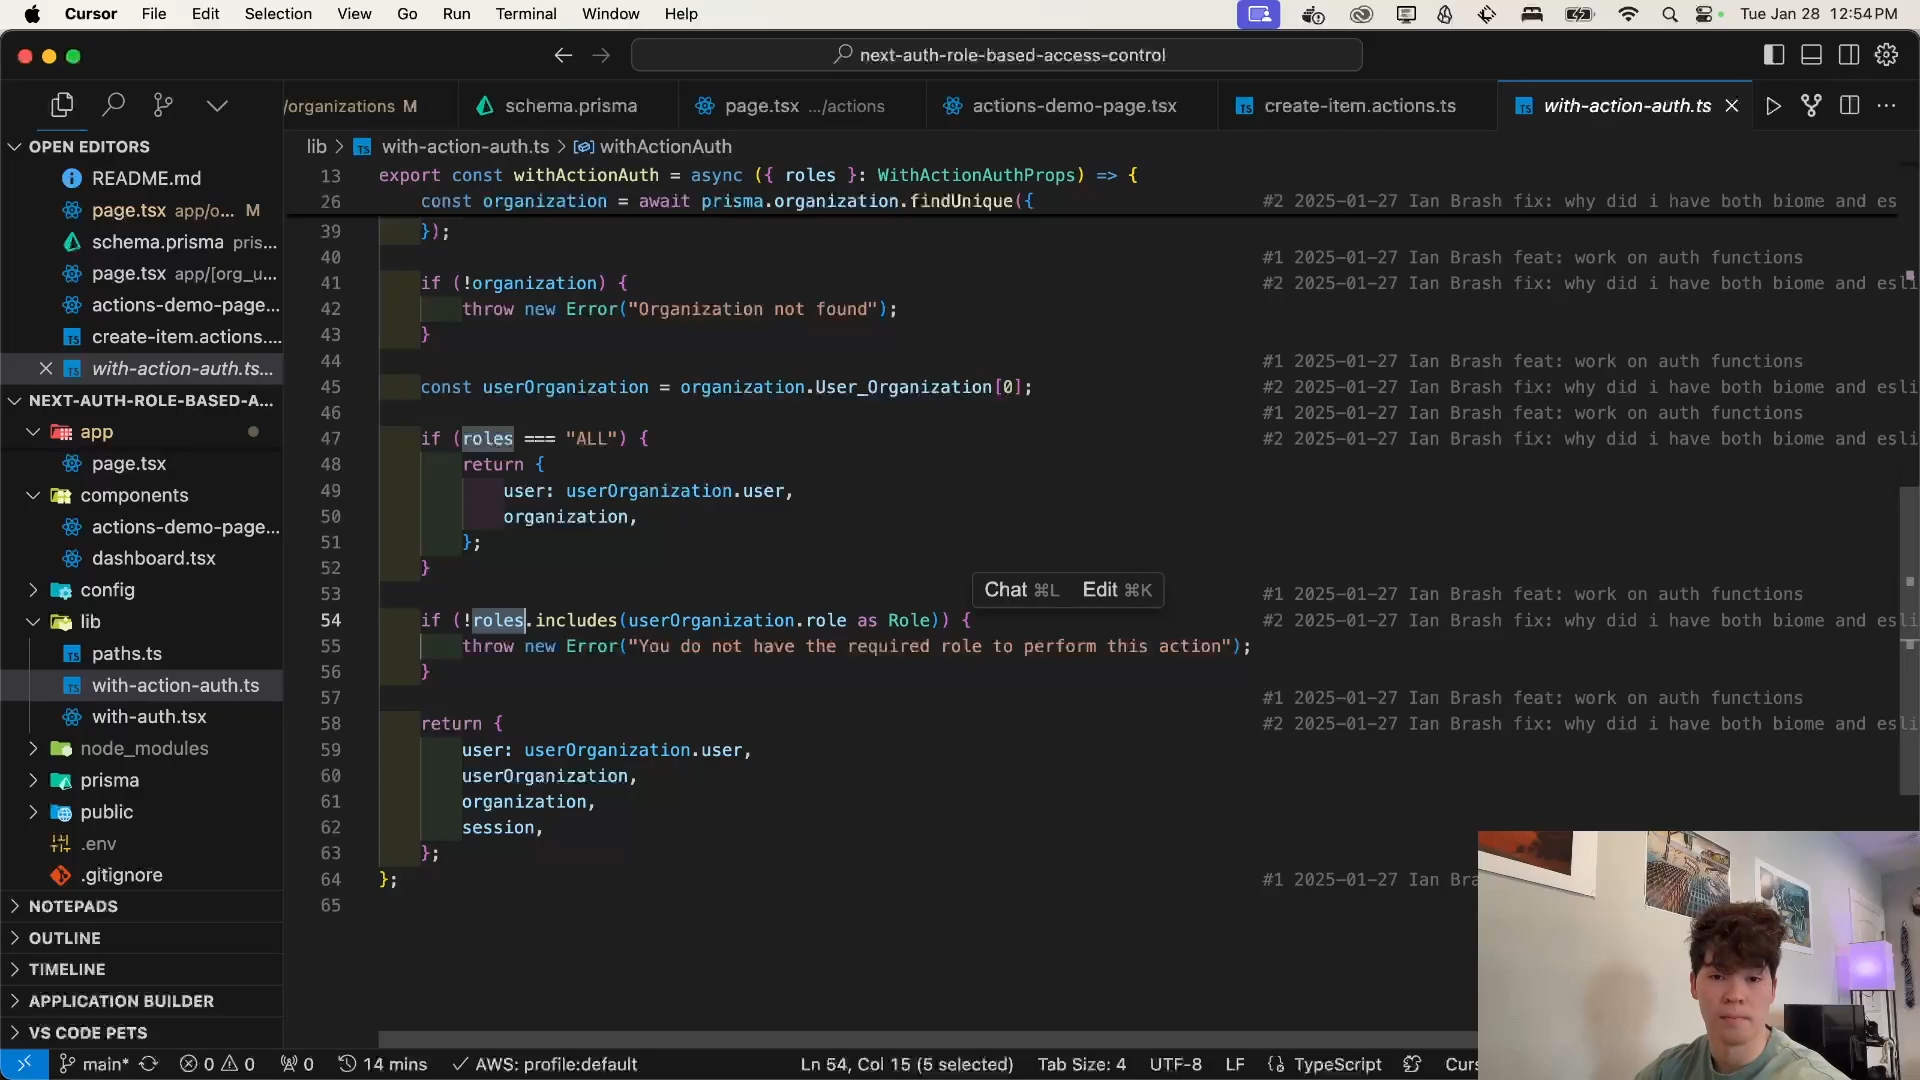 Cursor File Edit Selection View Go Run Terminal Window Help Tue Jan 28 12:54 PM
next-auth-role-based-access-control
/organizations M schema.prisma page.tsx .../actions actions-demo-page.tsx create-item.actions.ts with-action-auth.ts
OPEN EDITORS
README.md
page.tsx app/o... M
schema.prisma pris...
page.tsx app/[org_u...
actions-demo-page...
create-item.actions....
with-action-auth.ts...
NEXT-AUTH-ROLE-BASED-A...
app
page.tsx
components
actions-demo-page...
dashboard.tsx
config
lib
paths.ts
with-action-auth.ts
with-auth.tsx
node_modules
prisma
public
.env
.gitignore
NOTEPADS
OUTLINE
TIMELINE
APPLICATION BUILDER
VS CODE PETS
lib > with-action-auth.ts > withActionAuth
13 export const withActionAuth = async ({ roles }: WithActionAuthProps) => {
26 const organization = await prisma.organization.findUnique({ #2 2025-01-27 Ian Brash fix: why did i have both biome and es
39 });
40 #1 2025-01-27 Ian Brash feat: work on auth functions
41 if (!organization) { #2 2025-01-27 Ian Brash fix: why did i have both biome and esli
42 throw new Error("Organization not found");
43 }
44 #1 2025-01-27 Ian Brash feat: work on auth functions
45 const userOrganization = organization.User_Organization[0]; #2 2025-01-27 Ian Brash fix: why did i have both biome and esli
46 #1 2025-01-27 Ian Brash feat: work on auth functions
47 if (roles === "ALL") { #2 2025-01-27 Ian Brash fix: why did i have both biome and esli
48 return {
49 user: userOrganization.user,
50 organization,
51 };
52 }
Chat ⌘L Edit ⌘K
53 #1 2025-01-27 Ian Brash feat: work on auth functions
54 if (!roles.includes(userOrganization.role as Role)) { #2 2025-01-27 Ian Brash fix: why did i have both biome and esli
55 throw new Error("You do not have the required role to perform this action");
56 }
57 #1 2025-01-27 Ian Brash feat: work on auth functions
58 return { #2 2025-01-27 Ian Brash fix: why did i have both biome and esli
59 user: userOrganization.user,
60 userOrganization,
61 organization,
62 session,
63 };
64 }; #1 2025-01-27 Ian Bra
65
main* 0 0 0 14 mins AWS: profile:default Ln 54, Col 15 (5 selected) Tab Size: 4 UTF-8 LF TypeScript Curs